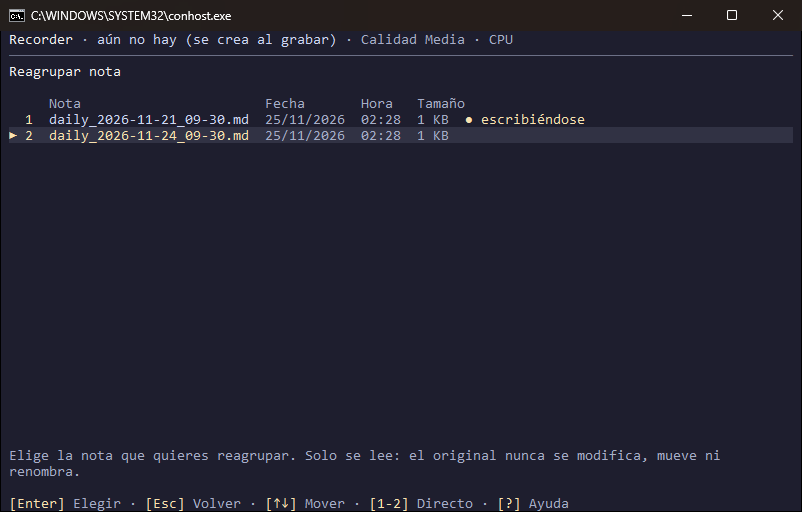 C:\WINDOWS\SYSTEM32\conhost.exe
Recorder · aún no hay (se crea al grabar) · Calidad Media · CPU
Reagrupar nota
Nota Fecha Hora Tamaño
1 daily_2026-11-21_09-30.md 25/11/2026 02:28 1 KB ● escribiéndose
► 2 daily_2026-11-24_09-30.md 25/11/2026 02:28 1 KB
Elige la nota que quieres reagrupar. Solo se lee: el original nunca se modifica, mueve ni
renombra.
[Enter] Elegir · [Esc] Volver · [↑↓] Mover · [1-2] Directo · [?] Ayuda